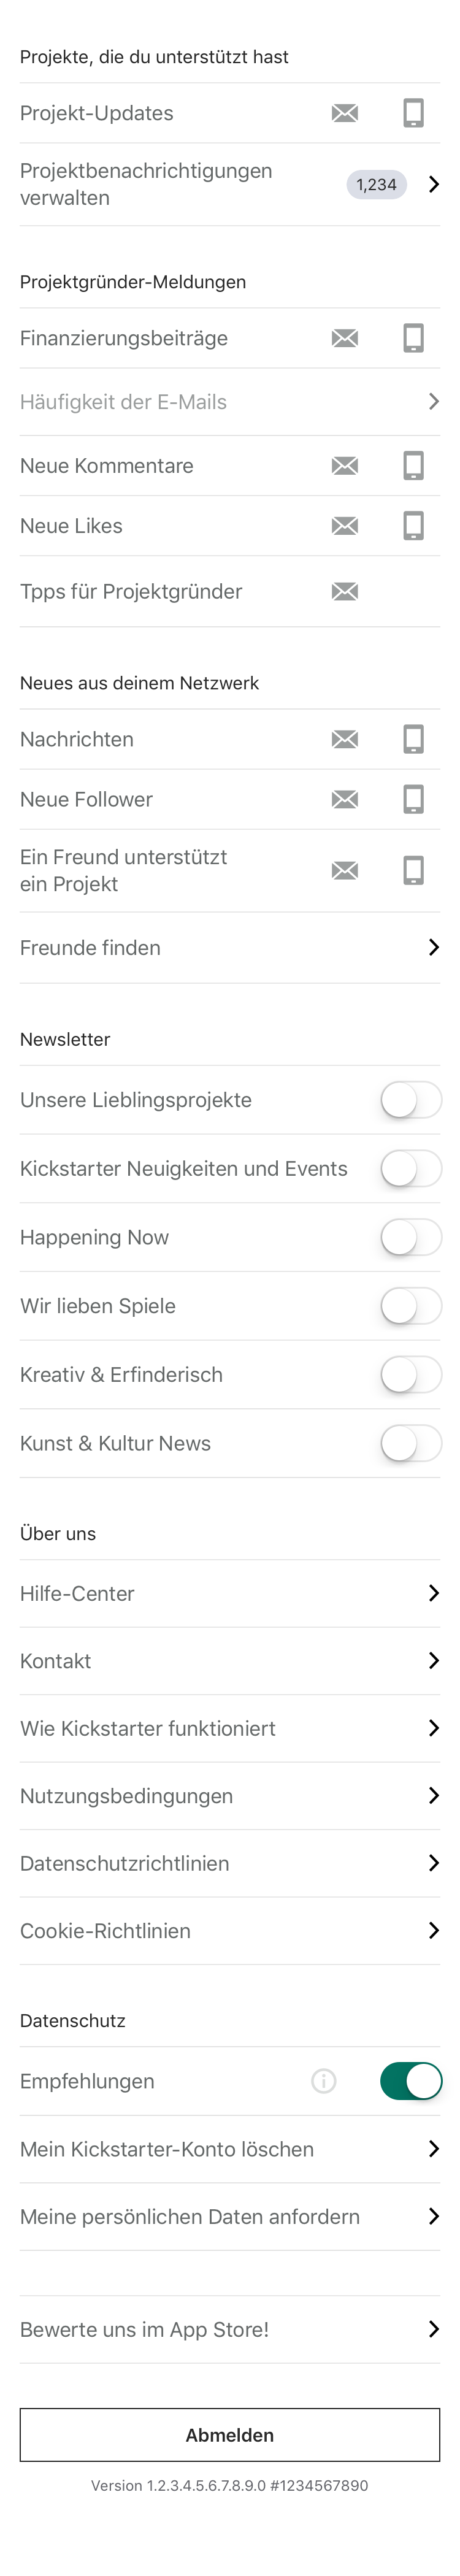 Projekte, die du unterstützt hast
Projekt-Updates
Projektbenachrichtigungen
verwalten
1,234
Projektgründer-Meldungen
Finanzierungsbeiträge
Häufigkeit der E-Mails
Neue Kommentare
Neue Likes
Tpps für Projektgründer
Neues aus deinem Netzwerk
Nachrichten
Neue Follower
Ein Freund unterstützt
ein Projekt
Freunde finden
Newsletter
Unsere Lieblingsprojekte
Kickstarter Neuigkeiten und Events
Happening Now
Wir lieben Spiele
Kreativ & Erfinderisch
Kunst & Kultur News
Über uns
Hilfe-Center
Kontakt
Wie Kickstarter funktioniert
Nutzungsbedingungen
Datenschutzrichtlinien
Cookie-Richtlinien
Datenschutz
Empfehlungen
Mein Kickstarter-Konto löschen
Meine persönlichen Daten anfordern
Bewerte uns im App Store!
Abmelden
Version 1.2.3.4.5.6.7.8.9.0 #1234567890